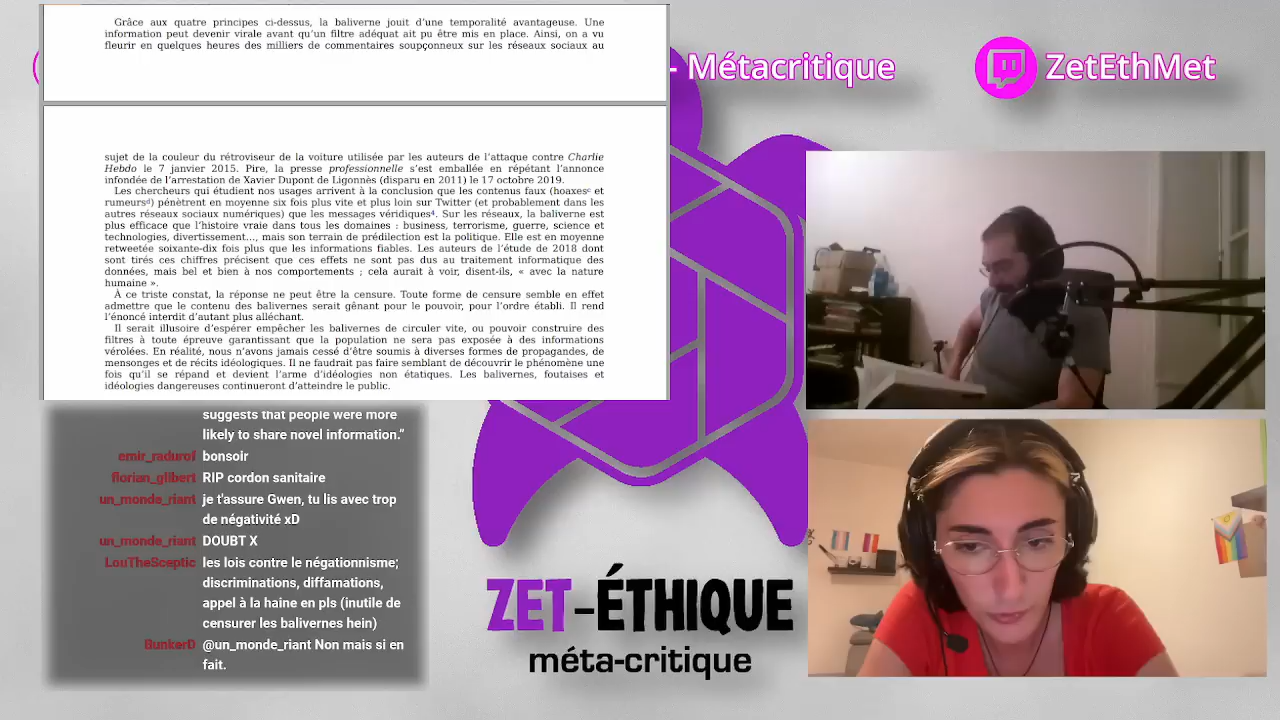 Grâce aux quatre principes ci-dessus, la baliverne jouit d’une temporalité avantageuse. Une
information peut devenir virale avant qu’un filtre adéquat ait pu être mis en place. Ainsi, on a vu
fleurir en quelques heures des milliers de commentaires soupçonneux sur les réseaux sociaux au
- Métacritique
ZetEthMet
sujet de la couleur du rétroviseur de la voiture utilisée par les auteurs de l’attaque contre Charlie
Hebdo le 7 janvier 2015. Pire, la presse professionnelle s’est emballée en répétant l’annonce
infondée de l’arrestation de Xavier Dupont de Ligonnès (disparu en 2011) le 17 octobre 2019.
Les chercheurs qui étudient nos usages arrivent à la conclusion que les contenus faux (hoaxesᶜ et
rumeursᵈ) pénètrent en moyenne six fois plus vite et plus loin sur Twitter (et probablement dans les
autres réseaux sociaux numériques) que les messages véridiques⁴. Sur les réseaux, la baliverne est
plus efficace que l’histoire vraie dans tous les domaines : business, terrorisme, guerre, science et
technologies, divertissement…, mais son terrain de prédilection est la politique. Elle est en moyenne
retweetée soixante-dix fois plus que les informations fiables. Les auteurs de l’étude de 2018 dont
sont tirés ces chiffres précisent que ces effets ne sont pas dus au traitement informatique des
données, mais bel et bien à nos comportements ; cela aurait à voir, disent-ils, « avec la nature
humaine ».
À ce triste constat, la réponse ne peut être la censure. Toute forme de censure semble en effet
admettre que le contenu des balivernes serait gênant pour le pouvoir, pour l’ordre établi. Il rend
l’énoncé interdit d’autant plus alléchant.
Il serait illusoire d’espérer empêcher les balivernes de circuler vite, ou pouvoir construire des
filtres à toute épreuve garantissant que la population ne sera pas exposée à des informations
vérolées. En réalité, nous n’avons jamais cessé d’être soumis à diverses formes de propagandes, de
mensonges et de récits idéologiques. Il ne faudrait pas faire semblant de découvrir le phénomène une
fois qu’il se répand et devient l’arme d’idéologies non étatiques. Les balivernes, foutaises et
idéologies dangereuses continueront d’atteindre le public.
suggests that people were more
likely to share novel information.”
emir_radurof bonsoir
florian_gilbert RIP cordon sanitaire
un_monde_riant je t'assure Gwen, tu lis avec trop
de négativité xD
un_monde_riant DOUBT X
LouTheSceptic les lois contre le négationnisme;
discriminations, diffamations,
appel à la haine en pls (inutile de
censurer les balivernes hein)
BunkerD @un_monde_riant Non mais si en
fait.
ZET-ÉTHIQUE
méta-critique